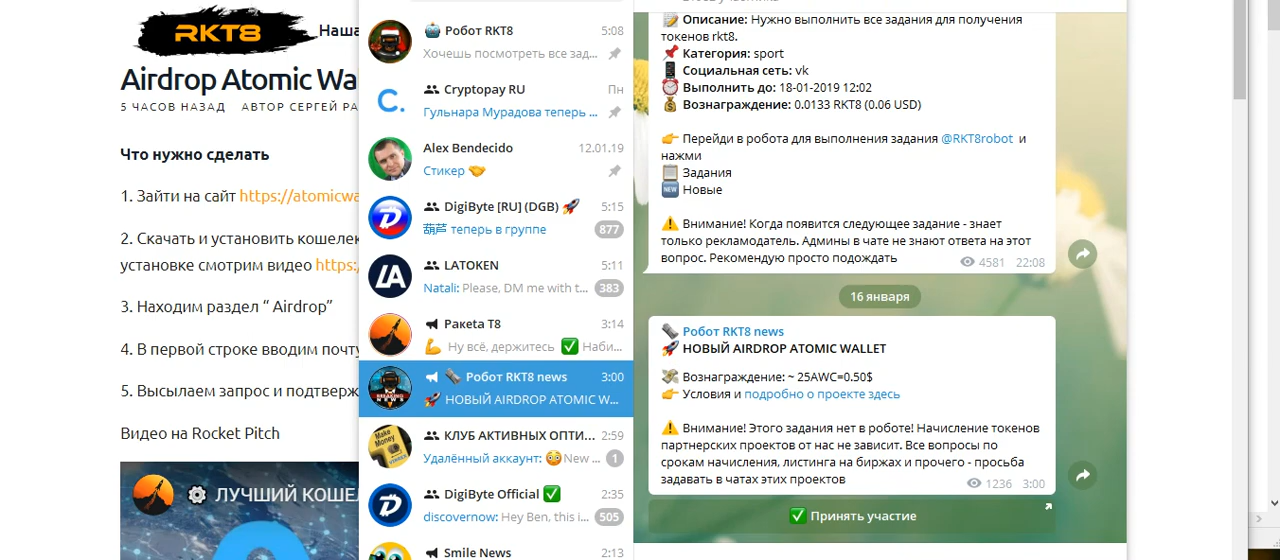 RKT8
Наша
Airdrop Atomic Wa
5 ЧАСОВ НАЗАД АВТОР СЕРГЕЙ РА
Что нужно сделать
1. Зайти на сайт https://atomicwa
2. Скачать и установить кошелек
установке смотрим видео https:/
3. Находим раздел “ Airdrop”
4. В первой строке вводим почту
5. Высылаем запрос и подтверж
Видео на Rocket Pitch
ЛУЧШИЙ КОШЕЛ
Робот RKT8 5:08
Хочешь посмотреть все зад...
Cryptopay RU Пн
C.
Гульнара Мурадова теперь ...
Alex Bendecido 12.01.19
Стикер
DigiByte [RU] (DGB) 5:15
葫芦 теперь в группе 877
LATOKEN 5:11
LA
Natali: Please, DM me with t... 383
Ракета T8 3:14
Ну всё, держитесь Наби...
Робот RKT8 news 3:00
BREAKING NEWS
НОВЫЙ AIRDROP ATOMIC W...
КЛУБ АКТИВНЫХ ОПТИ... 2:59
Make Money
Удалённый аккаунт: New ... 1
DigiByte Official 2:35
discovernow: Hey Ben, this i... 505
Smile News 2:13
Описание: Нужно выполнить все задания для получения
токенов rkt8.
Категория: sport
Социальная сеть: vk
Выполнить до: 18-01-2019 12:02
Вознаграждение: 0.0133 RKT8 (0.06 USD)
Перейди в робота для выполнения задания @RKT8robot и
нажми
Задания
NEW Новые
Внимание! Когда появится следующее задание - знает
только рекламодатель. Админы в чате не знают ответа на этот
вопрос. Рекомендую просто подождать 4581 22:08
16 января
Робот RKT8 news
НОВЫЙ AIRDROP ATOMIC WALLET
Вознаграждение: ~ 25AWC=0.50$
Условия и подробно о проекте здесь
Внимание! Этого задания нет в роботе! Начисление токенов
партнерских проектов от нас не зависит. Все вопросы по
срокам начисления, листинга на биржах и прочего - просьба
задавать в чатах этих проектов 1236 3:00
Принять участие